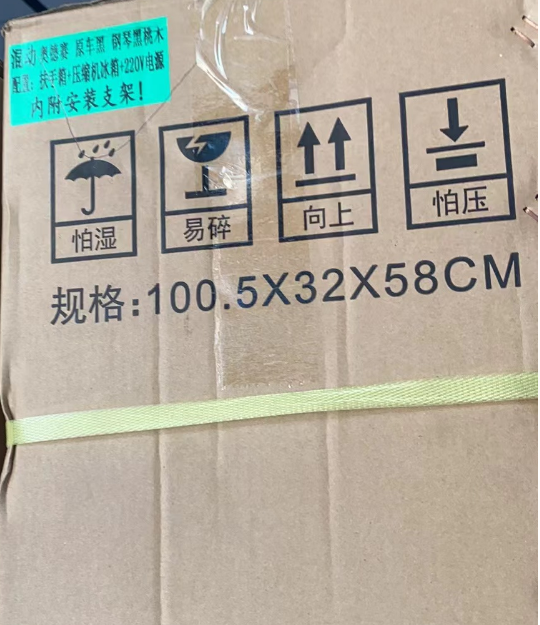 混动 奥德赛 原车黑 钢琴黑桃木
配置：扶手箱+压缩机冰箱+220V电源
内附安装支架！
怕湿 易碎 向上 怕压
规格:100.5X32X58CM